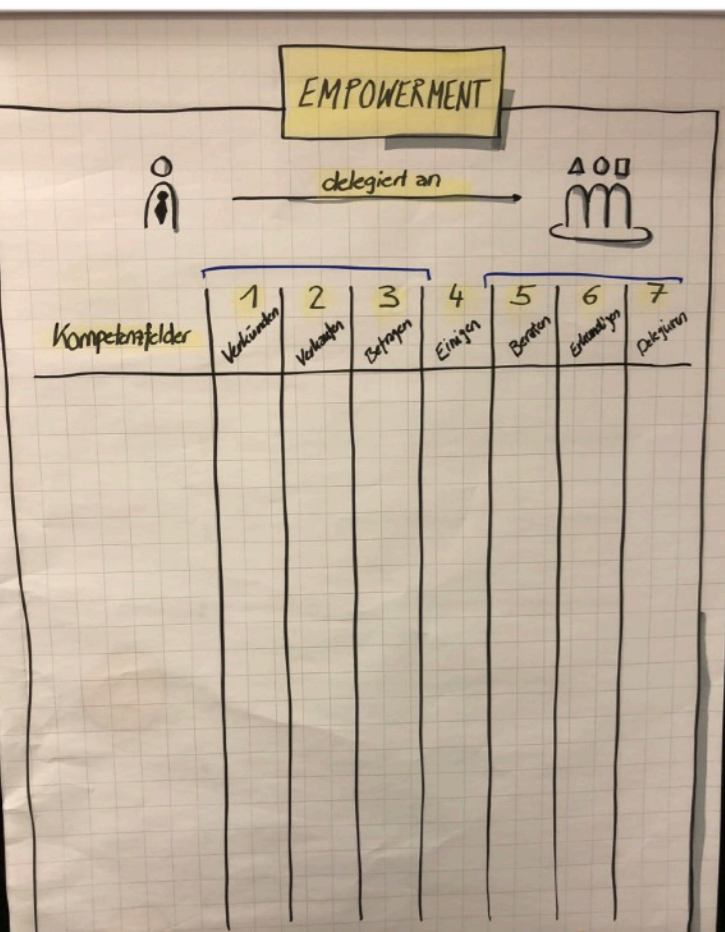 EMPOWERMENT
delegiert an
1 2 3 4 5 6 7
Kompetenzfelder Verkünden Verkaufen Befragen Einigen Beraten Erkundigen Delegieren